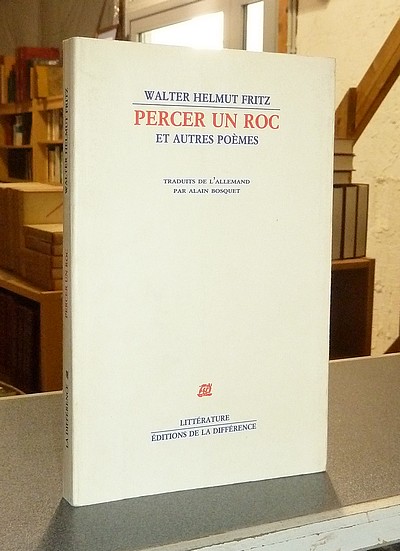 WALTER HELMUT FRITZ
PERCER UN ROC
ET AUTRES POÈMES
TRADUITS DE L'ALLEMAND
PAR ALAIN BOSQUET
LITTÉRATURE
ÉDITIONS DE LA DIFFÉRENCE
WALTER HELMUT FRITZ
PERCER UN ROC
LA DIFFÉRENCE